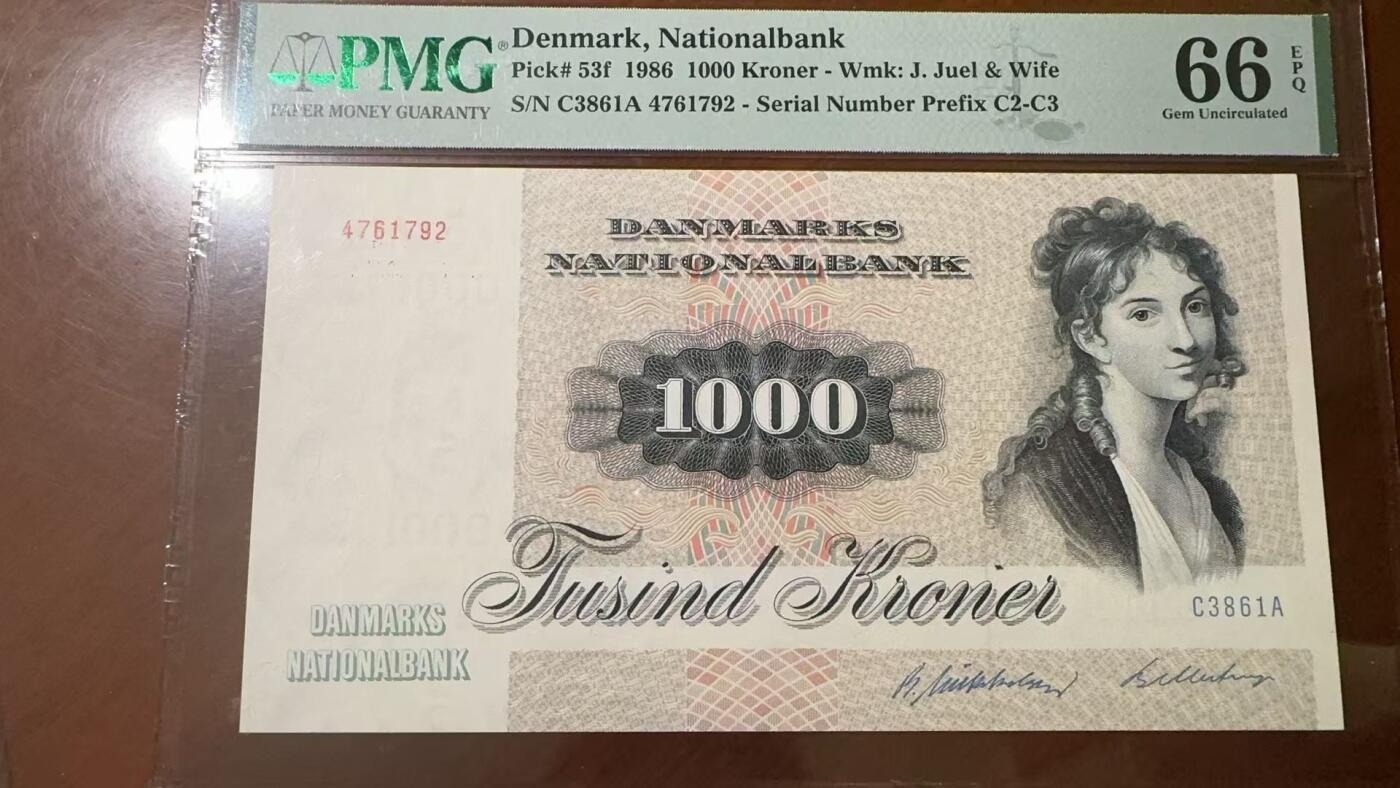 PMG®
PAPER MONEY GUARANTY
Denmark, Nationalbank
Pick# 53f 1986 1000 Kroner - Wmk: J. Juel & Wife
S/N C3861A 4761792 - Serial Number Prefix C2-C3
66
EPQ
Gem Uncirculated
4761792
DANMARKS
NATIONALBANK
1000
Tusind Kroner
C3861A
DANMARKS
NATIONALBANK